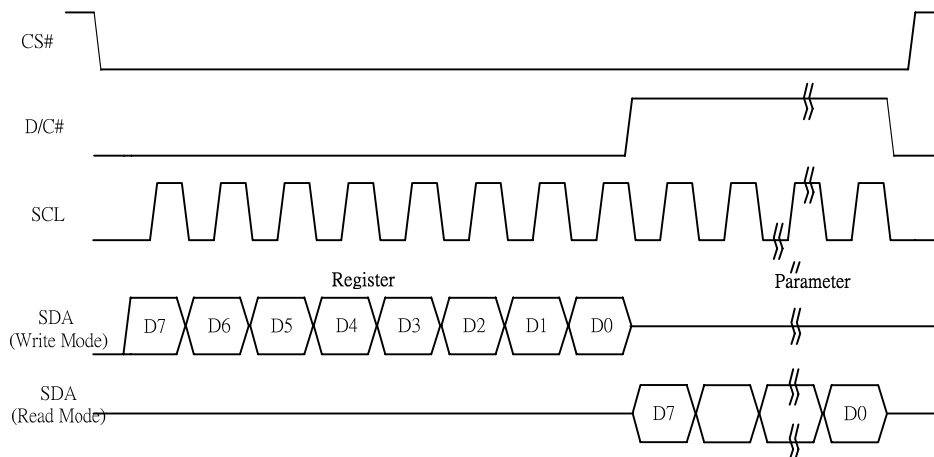 CS#
D/C#
SCL
Register
Parameter
SDA
(Write Mode)
D7 D6 D5 D4 D3 D2 D1 D0
SDA
(Read Mode)
D7 D0